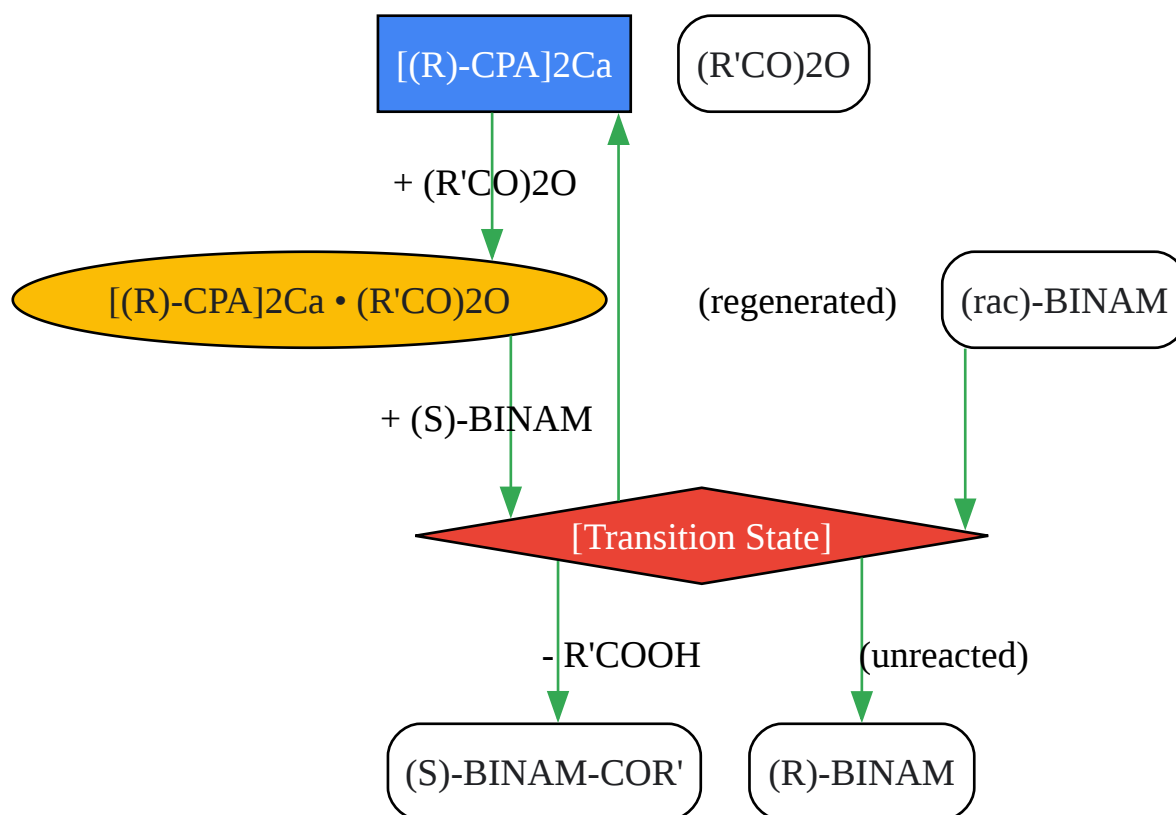 [(R)-CPA]2Ca
(R'CO)2O
+ (R'CO)2O
[(R)-CPA]2Ca • (R'CO)2O
(regenerated)
(rac)-BINAM
+ (S)-BINAM
[Transition State]
- R'COOH
(unreacted)
(S)-BINAM-COR'
(R)-BINAM